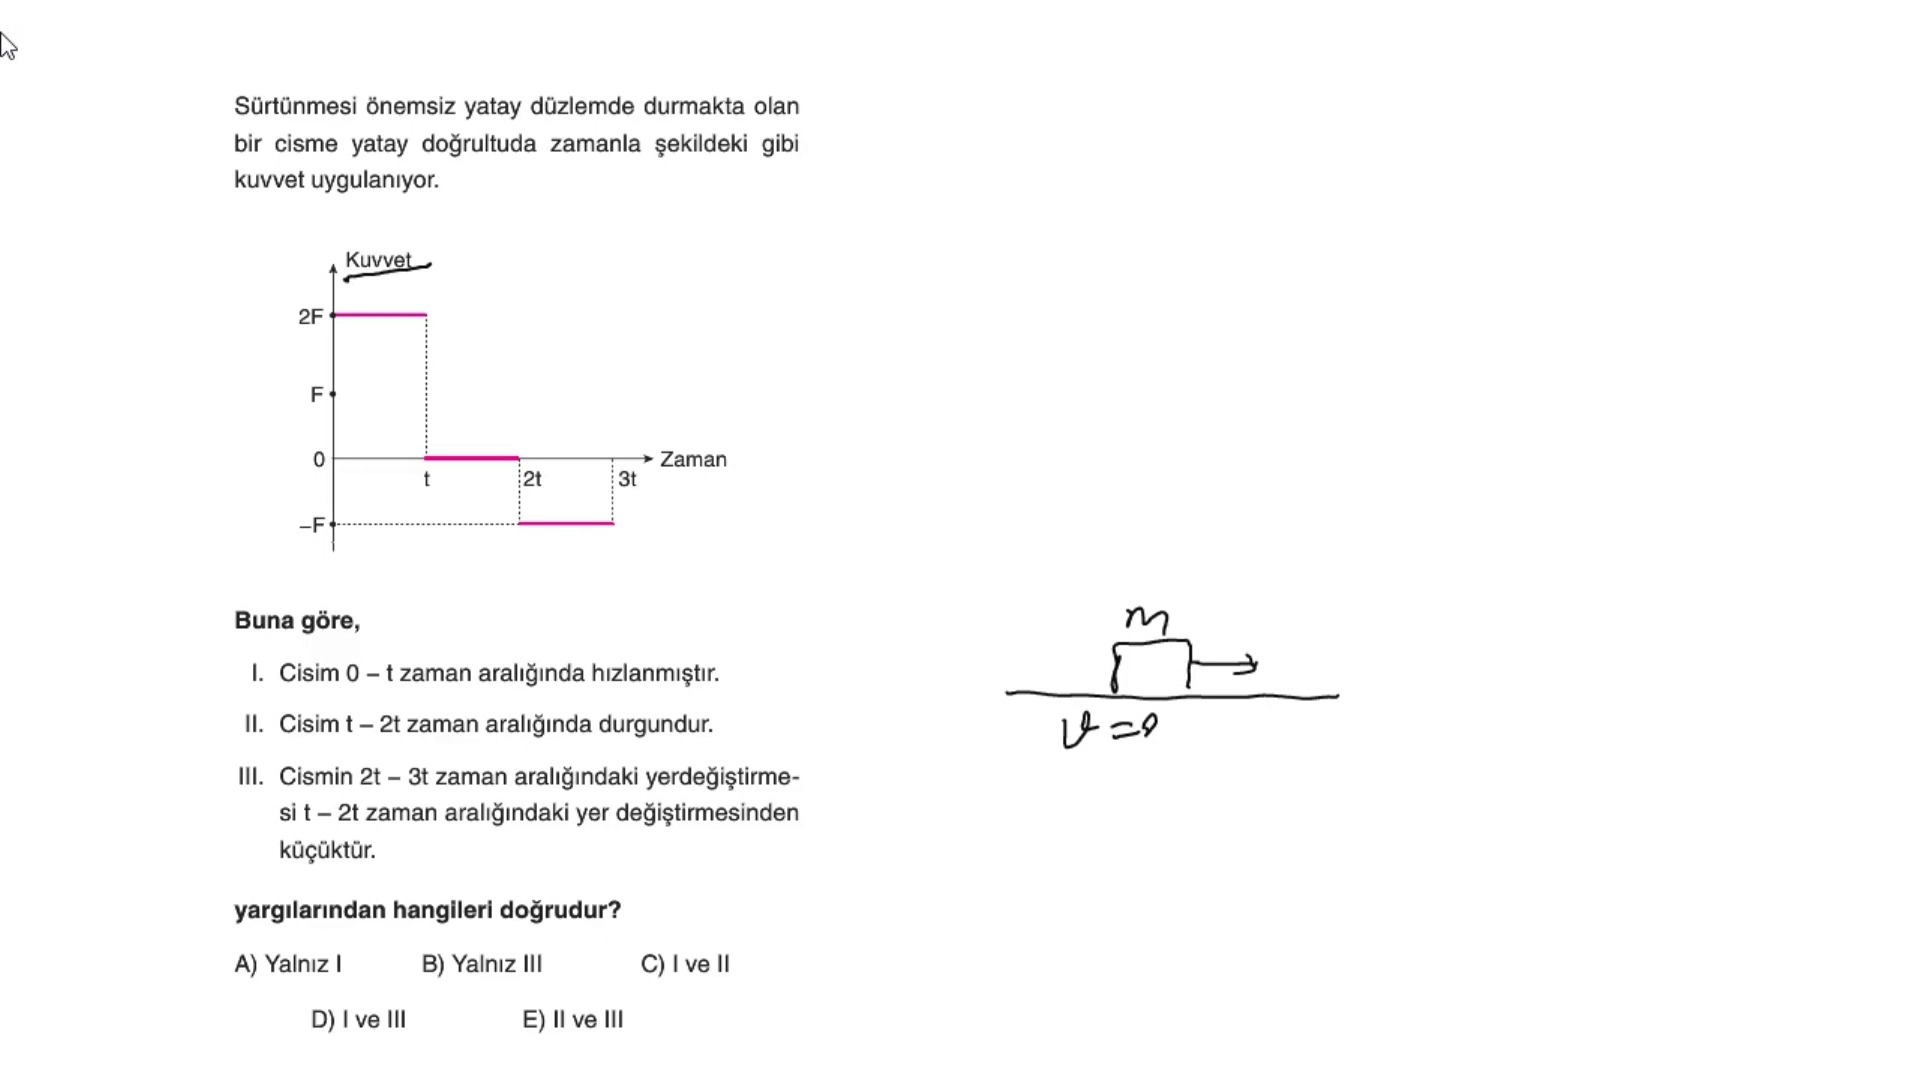 Sürtünmesi önemsiz yatay düzlemde durmakta olan
bir cisme yatay doğrultuda zamanla şekildeki gibi
kuvvet uygulanıyor.
Kuvvet
2F
F
0
Zaman
t
2t
3t
–F
Buna göre,
I. Cisim 0 – t zaman aralığında hızlanmıştır.
II. Cisim t – 2t zaman aralığında durgundur.
III. Cismin 2t – 3t zaman aralığındaki yerdeğiştirme-
si t – 2t zaman aralığındaki yer değiştirmesinden
küçüktür.
yargılarından hangileri doğrudur?
A) Yalnız I B) Yalnız III C) I ve II
D) I ve III E) II ve III
m
v=0